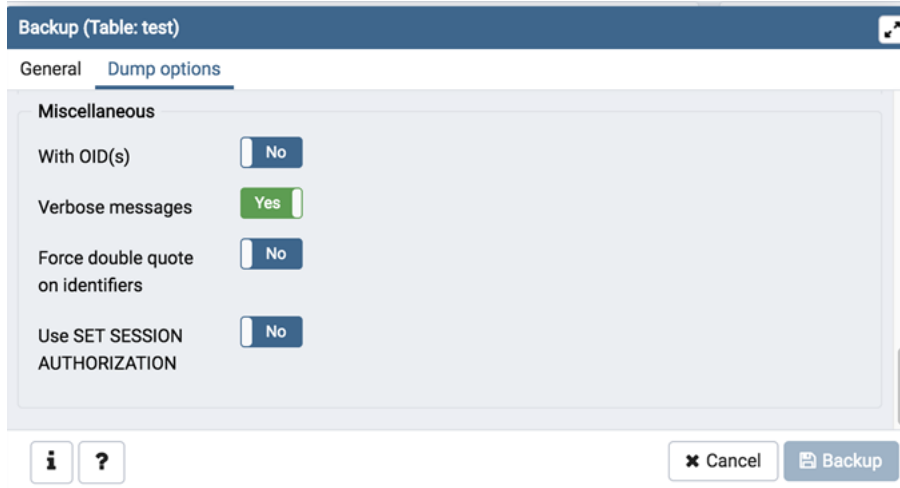 Backup (Table: test)
General Dump options
Miscellaneous
With OID(s) No
Verbose messages Yes
Force double quote No
on identifiers
Use SET SESSION No
AUTHORIZATION
i ? Cancel Backup